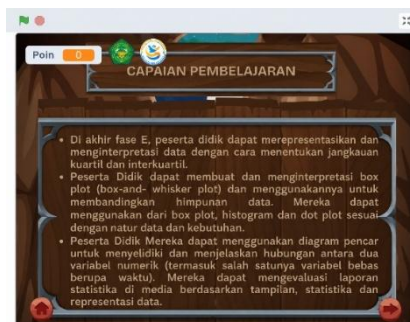 Poin 0
CAPAIAN PEMBELAJARAN
• Di akhir fase E, peserta didik dapat merepresentasikan dan
menginterpretasi data dengan cara menentukan jangkauan
kuartil dan interkuartil.
• Peserta Didik dapat membuat dan menginterpretasi box
plot (box-and- whisker plot) dan menggunakannya untuk
membandingkan himpunan data. Mereka dapat
menggunakan dari box plot, histogram dan dot plot sesuai
dengan natur data dan kebutuhan.
• Peserta Didik Mereka dapat menggunakan diagram pencar
untuk menyelidiki dan menjelaskan hubungan antara dua
variabel numerik (termasuk salah satunya variabel bebas
berupa waktu). Mereka dapat mengevaluasi laporan
statistika di media berdasarkan tampilan, statistika dan
representasi data.